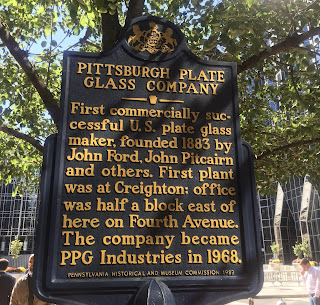 PITTSBURGH PLATE
GLASS COMPANY
First commercially suc-
cessful U.S. plate glass
maker, founded 1883 by
John Ford, John Pitcairn
and others. First plant
was at Creighton; office
was half a block east of
here on Fourth Avenue.
The company became
PPG Industries in 1968.
PENNSYLVANIA HISTORICAL AND MUSEUM COMMISSION 1983